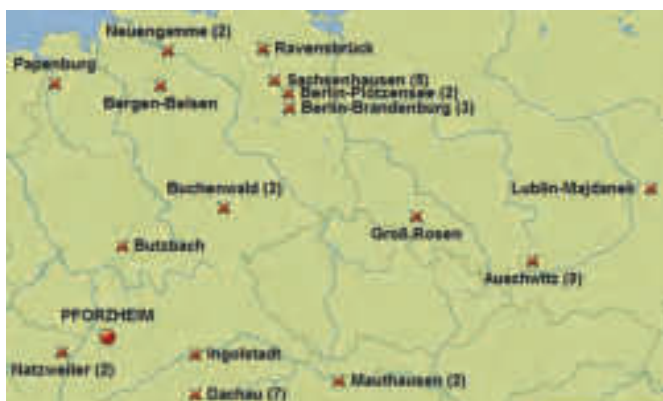 Neuengamme (2)
Ravensbrück
Papenburg
Sachsenhausen (5)
Berlin-Plötzensee (2)
Bergen-Belsen
Berlin-Brandenburg (3)
Buchenwald (2)
Lublin-Majdanek
Groß.Rosen
Butzbach
Auschwitz (9)
PFORZHEIM
Natzweiler (2)
Ingolstadt
Mauthausen (2)
Dachau (7)